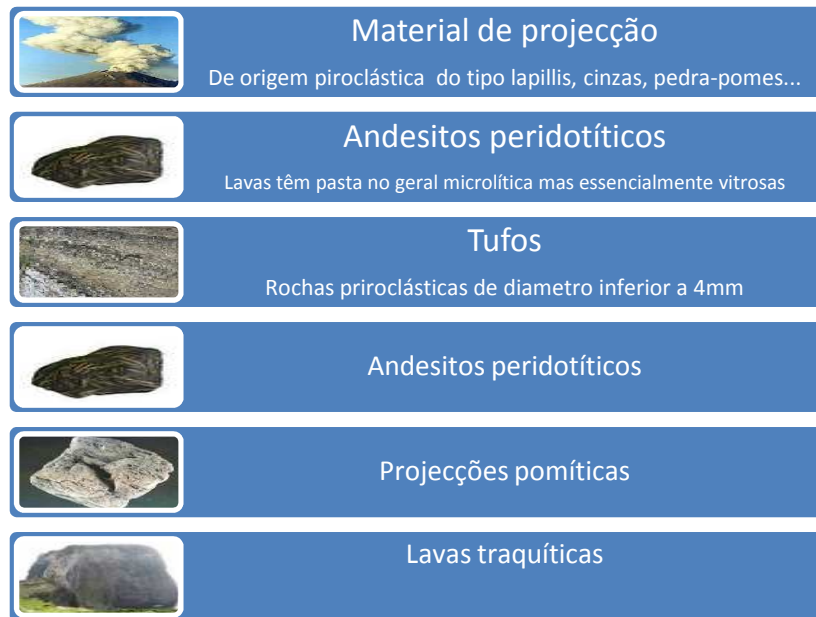 Material de projecção
De origem piroclástica do tipo lapillis, cinzas, pedra-pomes...
Andesitos peridotíticos
Lavas têm pasta no geral microlítica mas essencialmente vitrosas
Tufos
Rochas priroclásticas de diametro inferior a 4mm
Andesitos peridotíticos
Projecções pomíticas
Lavas traquíticas